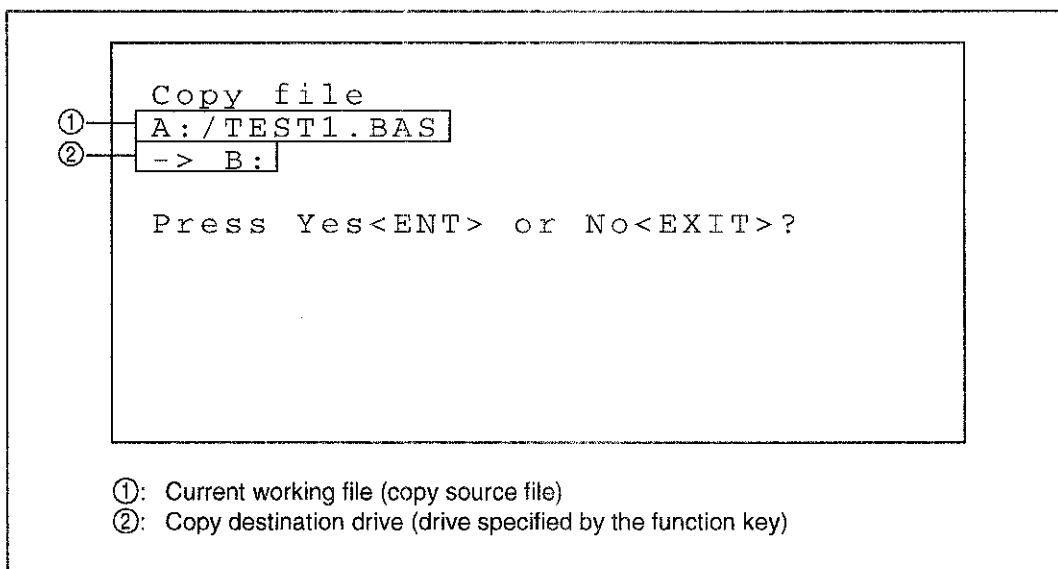 Copy file
① A:/TEST1.BAS
② -> B:
Press Yes<ENT> or No<EXIT>?
①: Current working file (copy source file)
②: Copy destination drive (drive specified by the function key)